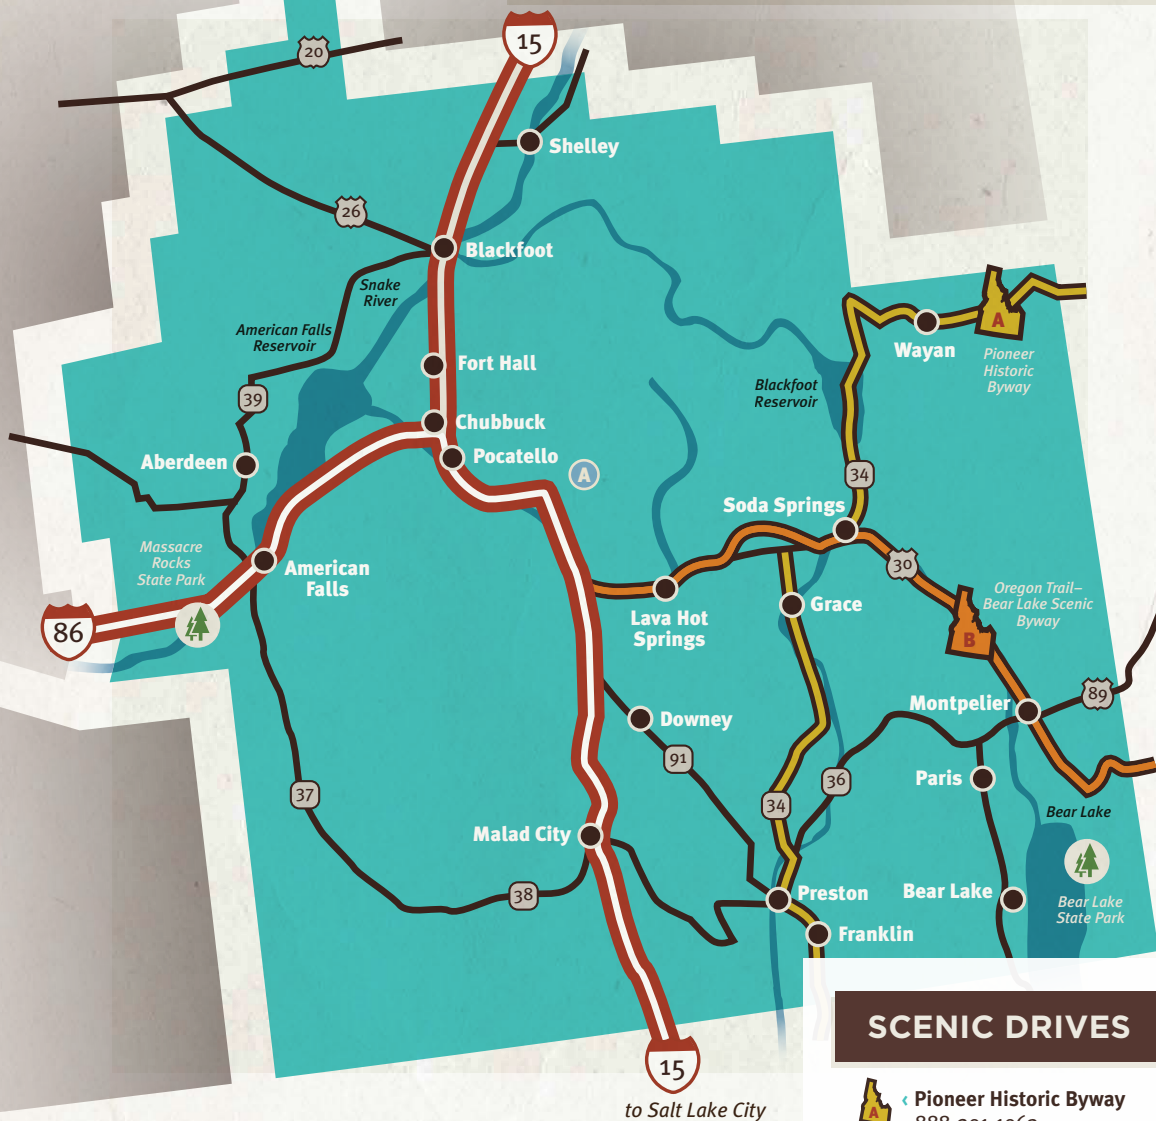 15
20
Shelley
26
Blackfoot
Snake
River
American Falls
Reservoir
Wayan
A
Pioneer
Historic
Byway
Fort Hall
Blackfoot
Reservoir
39
Chubbuck
Aberdeen
Pocatello
A
34
Soda Springs
Massacre
Rocks
State Park
American
Falls
30
Oregon Trail–
Bear Lake Scenic
Byway
86
Lava Hot
Springs
Grace
B
89
Montpelier
Downey
91
36
Paris
37
34
Bear Lake
Malad City
38
Preston
Bear Lake
Bear Lake
State Park
Franklin
SCENIC DRIVES
15
to Salt Lake City
A
‹ Pioneer Historic Byway